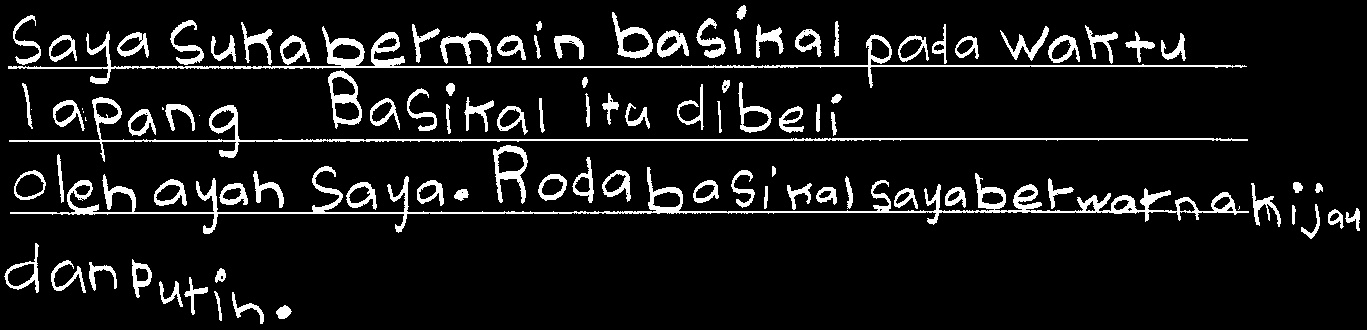 Saya suka bermain basikal pada waktu
lapang Basikal itu dibeli
oleh ayah saya. Roda basikal saya berwarna hijau
dan putih.